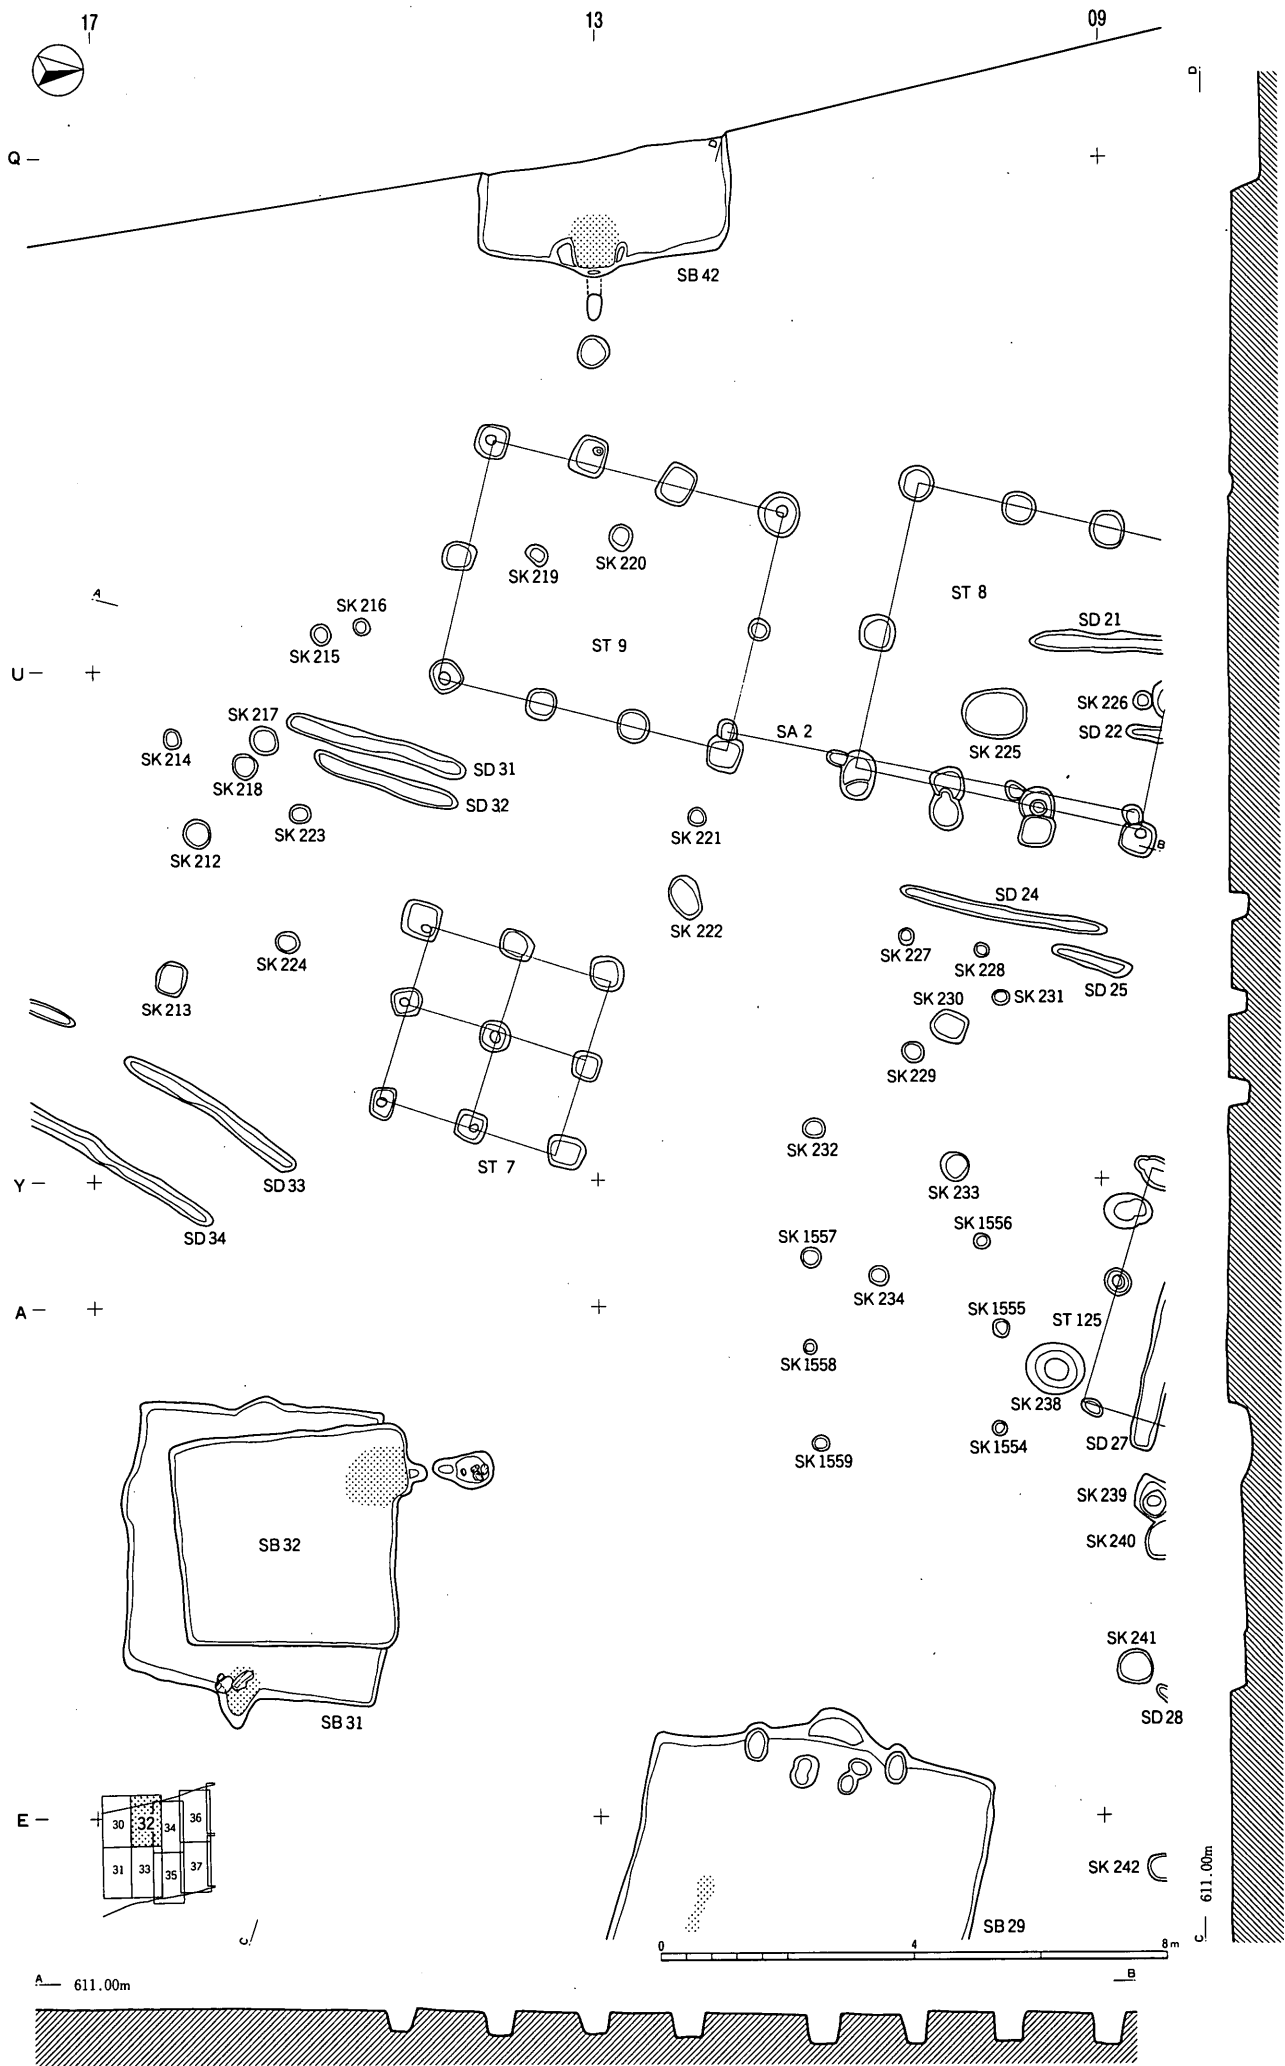 17
13
09
D
Q
D
SB 42
SK 219
SK 220
ST 8
A
SK 216
SD 21
SK 215
ST 9
U
SK 226
SK 217
SA 2
SD 22
SK 225
SK 214
SD 31
SK 218
SD 32
SK 223
SK 221
SK 212
B
SD 24
SK 222
SK 227
SK 224
SK 228
SD 25
SK 230
SK 231
SK 213
SK 229
SK 232
ST 7
SK 233
Y
SD 33
SK 1556
SD 34
SK 1557
SK 234
A
SK 1555
ST 125
SK 1558
SK 238
SD 27
SK 1554
SK 1559
SK 239
SB 32
SK 240
SK 241
SD 28
SB 31
E
30
32
34
36
31
33
35
37
SK 242
C
SB 29
C
611.00m
0
4
8m
A
611.00m
B